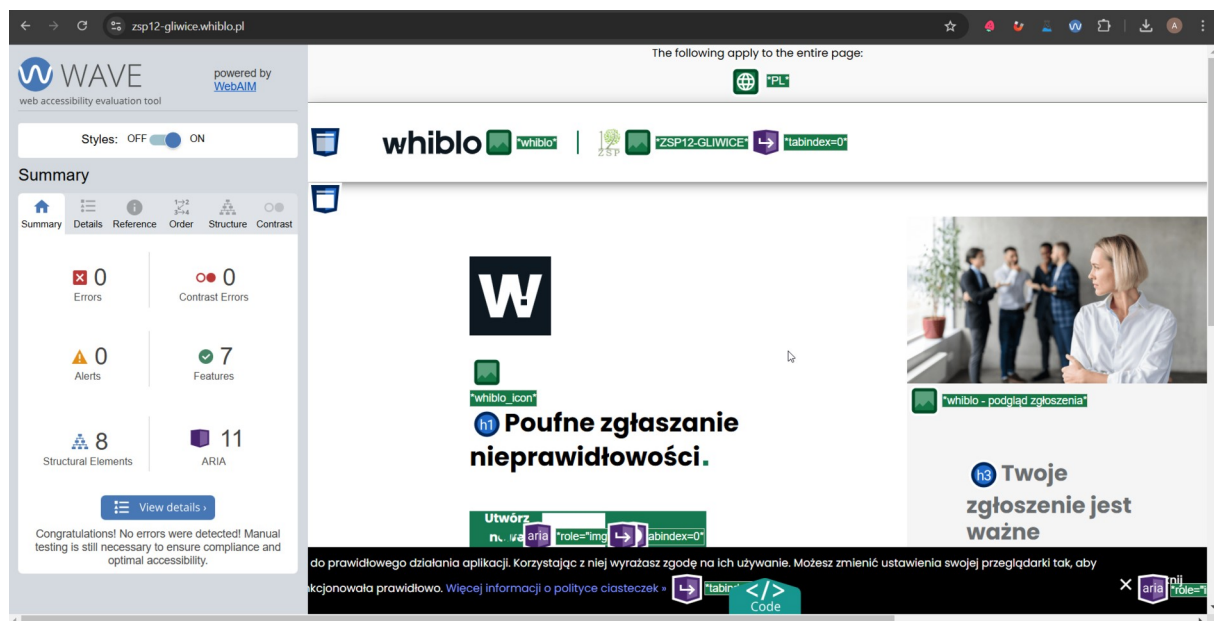 zsp12-gliwice.whiblo.pl
A
WAVE
web accessibility evaluation tool
powered by
WebAIM
Styles: OFF ON
Summary
Summary Details Reference Order Structure Contrast
0
Errors
0
Contrast Errors
0
Alerts
7
Features
8
Structural Elements
11
ARIA
View details ›
Congratulations! No errors were detected! Manual
testing is still necessary to ensure compliance and
optimal accessibility.
The following apply to the entire page:
*PL*
whiblo *whiblo* | ZSP *ZSP12-GLIWICE* *tabindex=0*
W!
*whiblo_icon*
h1 Poufne zgłaszanie
nieprawidłowości.
Utwórz
aria *role="img
*whiblo - podgląd zgłoszenia*
h3 Twoje
zgłoszenie jest
ważne
do prawidłowego działania aplikacji. Korzystając z niej wyrażasz zgodę na ich używanie. Możesz zmienić ustawienia swojej przeglądarki tak, aby
Więcej informacji o polityce ciasteczek »
</>
Code
aria